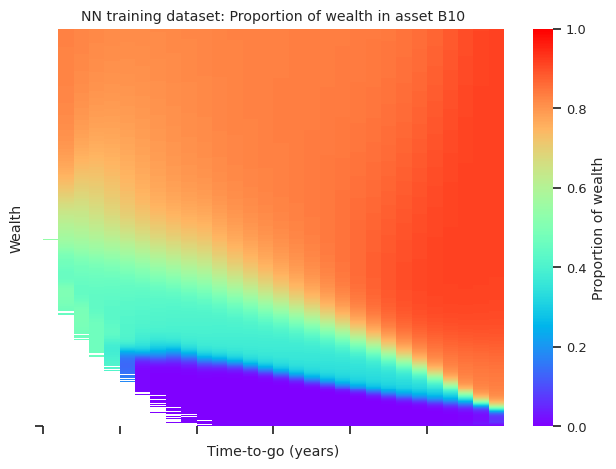 NN training dataset: Proportion of wealth in asset B10
Wealth
Time-to-go (years)
1.0
0.8
0.6
0.4
0.2
0.0
Proportion of wealth